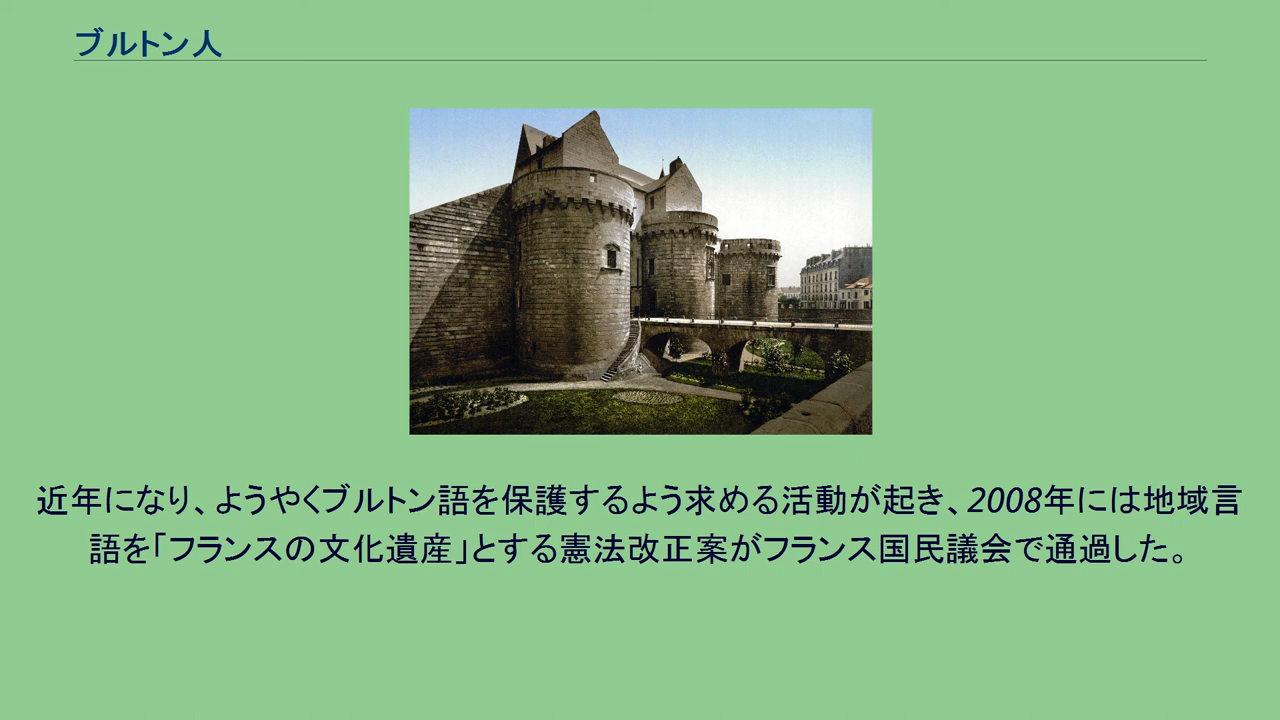 ブルトン人
近年になり、ようやくブルトン語を保護するよう求める活動が起き、2008年には地域言
語を「フランスの文化遺産」とする憲法改正案がフランス国民議会で通過した。